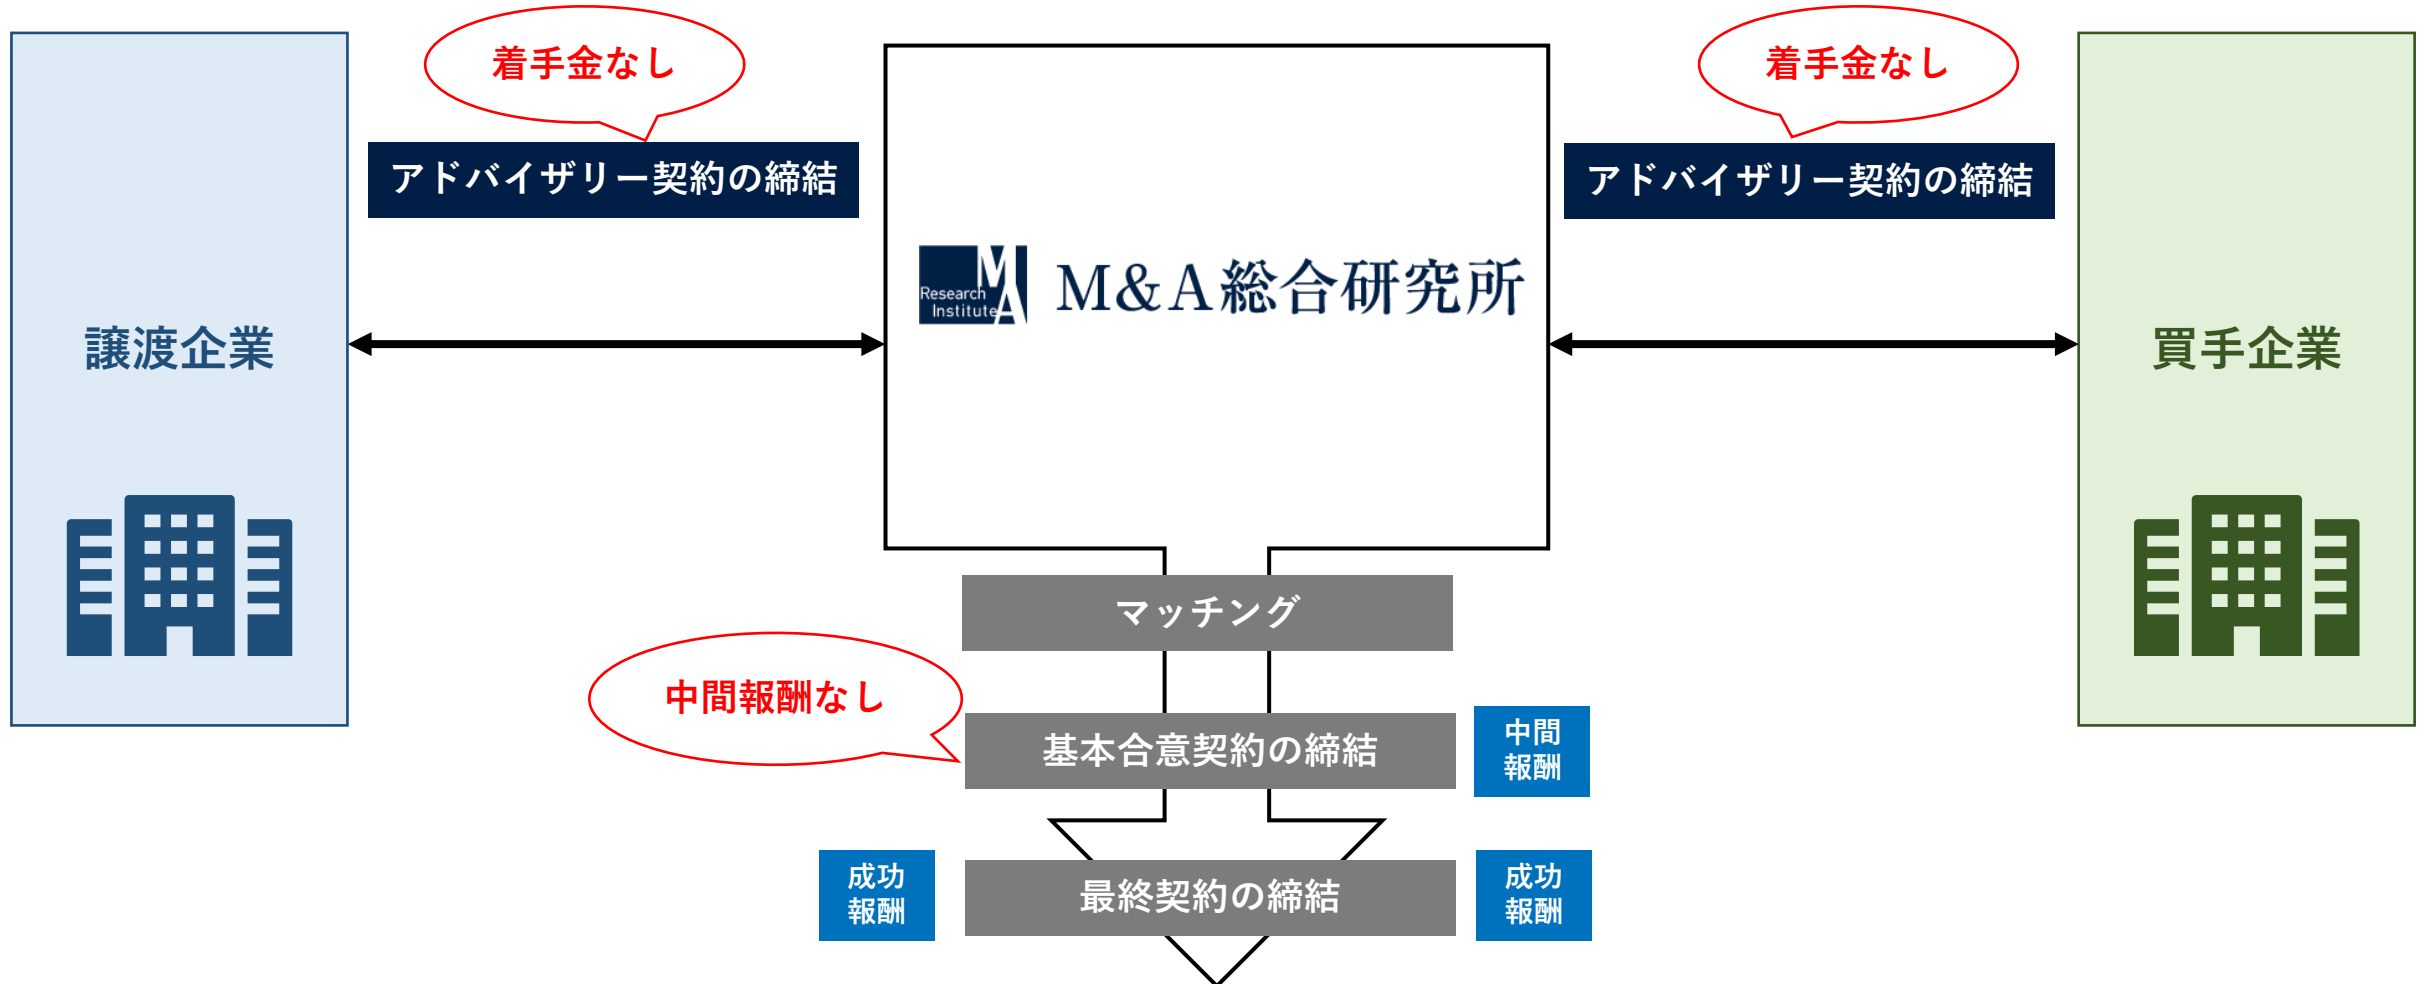 着手金なし
着手金なし
アドバイザリー契約の締結
アドバイザリー契約の締結
MA
Research
Institute
M&A総合研究所
譲渡企業
買手企業
マッチング
中間報酬なし
基本合意契約の締結
中間
報酬
成功
報酬
最終契約の締結
成功
報酬